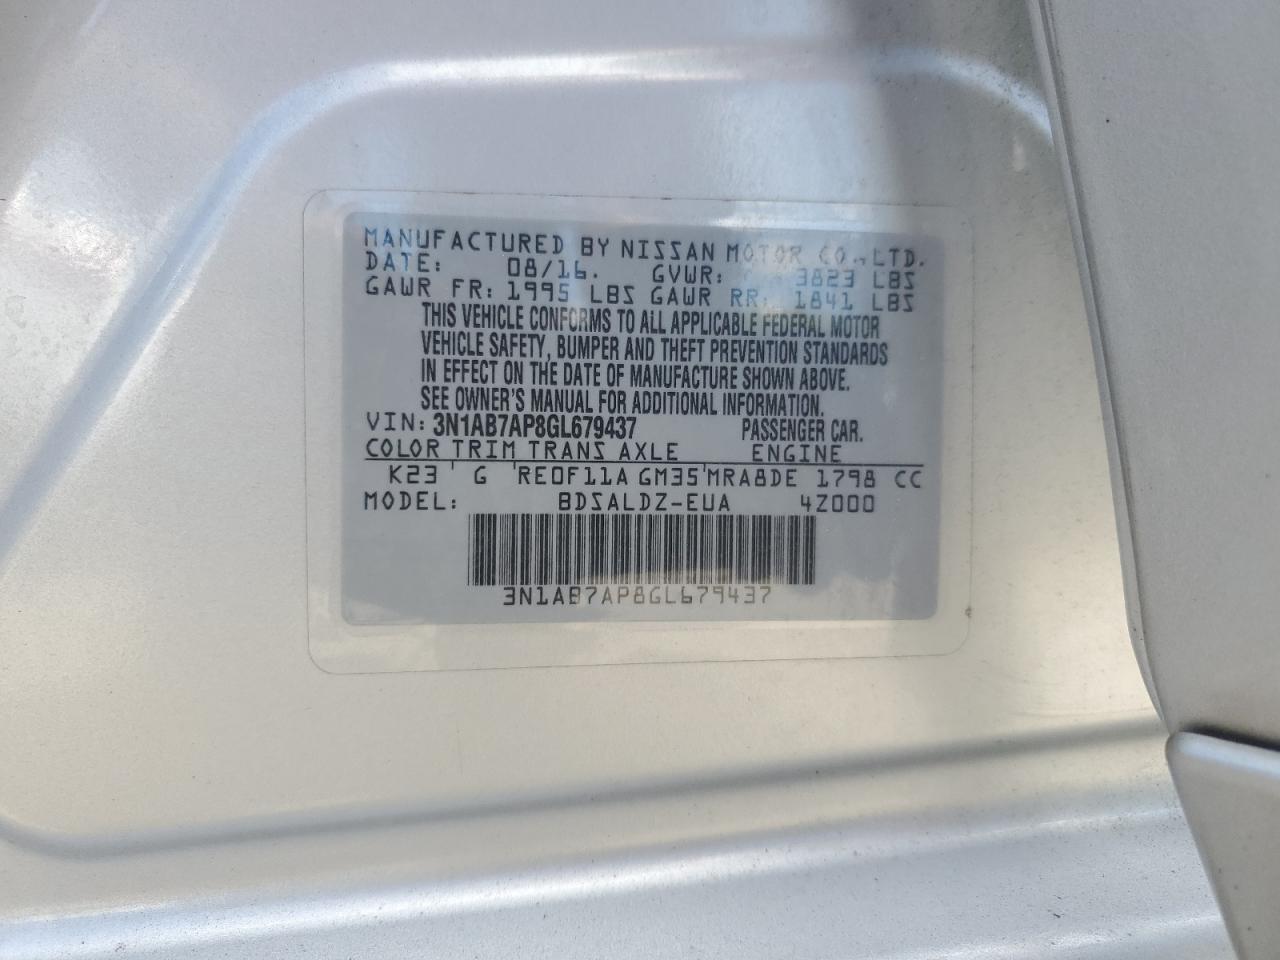 MANUFACTURED BY NISSAN MOTOR CO., LTD.
DATE: 08/16. GVWR: 3823 LBS
GAWR FR: 1995 LBS GAWR RR: 1841 LBS
THIS VEHICLE CONFORMS TO ALL APPLICABLE FEDERAL MOTOR
VEHICLE SAFETY, BUMPER AND THEFT PREVENTION STANDARDS
IN EFFECT ON THE DATE OF MANUFACTURE SHOWN ABOVE.
SEE OWNER'S MANUAL FOR ADDITIONAL INFORMATION.
VIN: 3N1AB7AP8GL679437 PASSENGER CAR.
COLOR TRIM TRANS AXLE ENGINE
K23 G RE0F11A GM35 MRA8DE 1798 CC
MODEL: BDSALDZ-EUA 4Z000
3N1AB7AP8GL679437